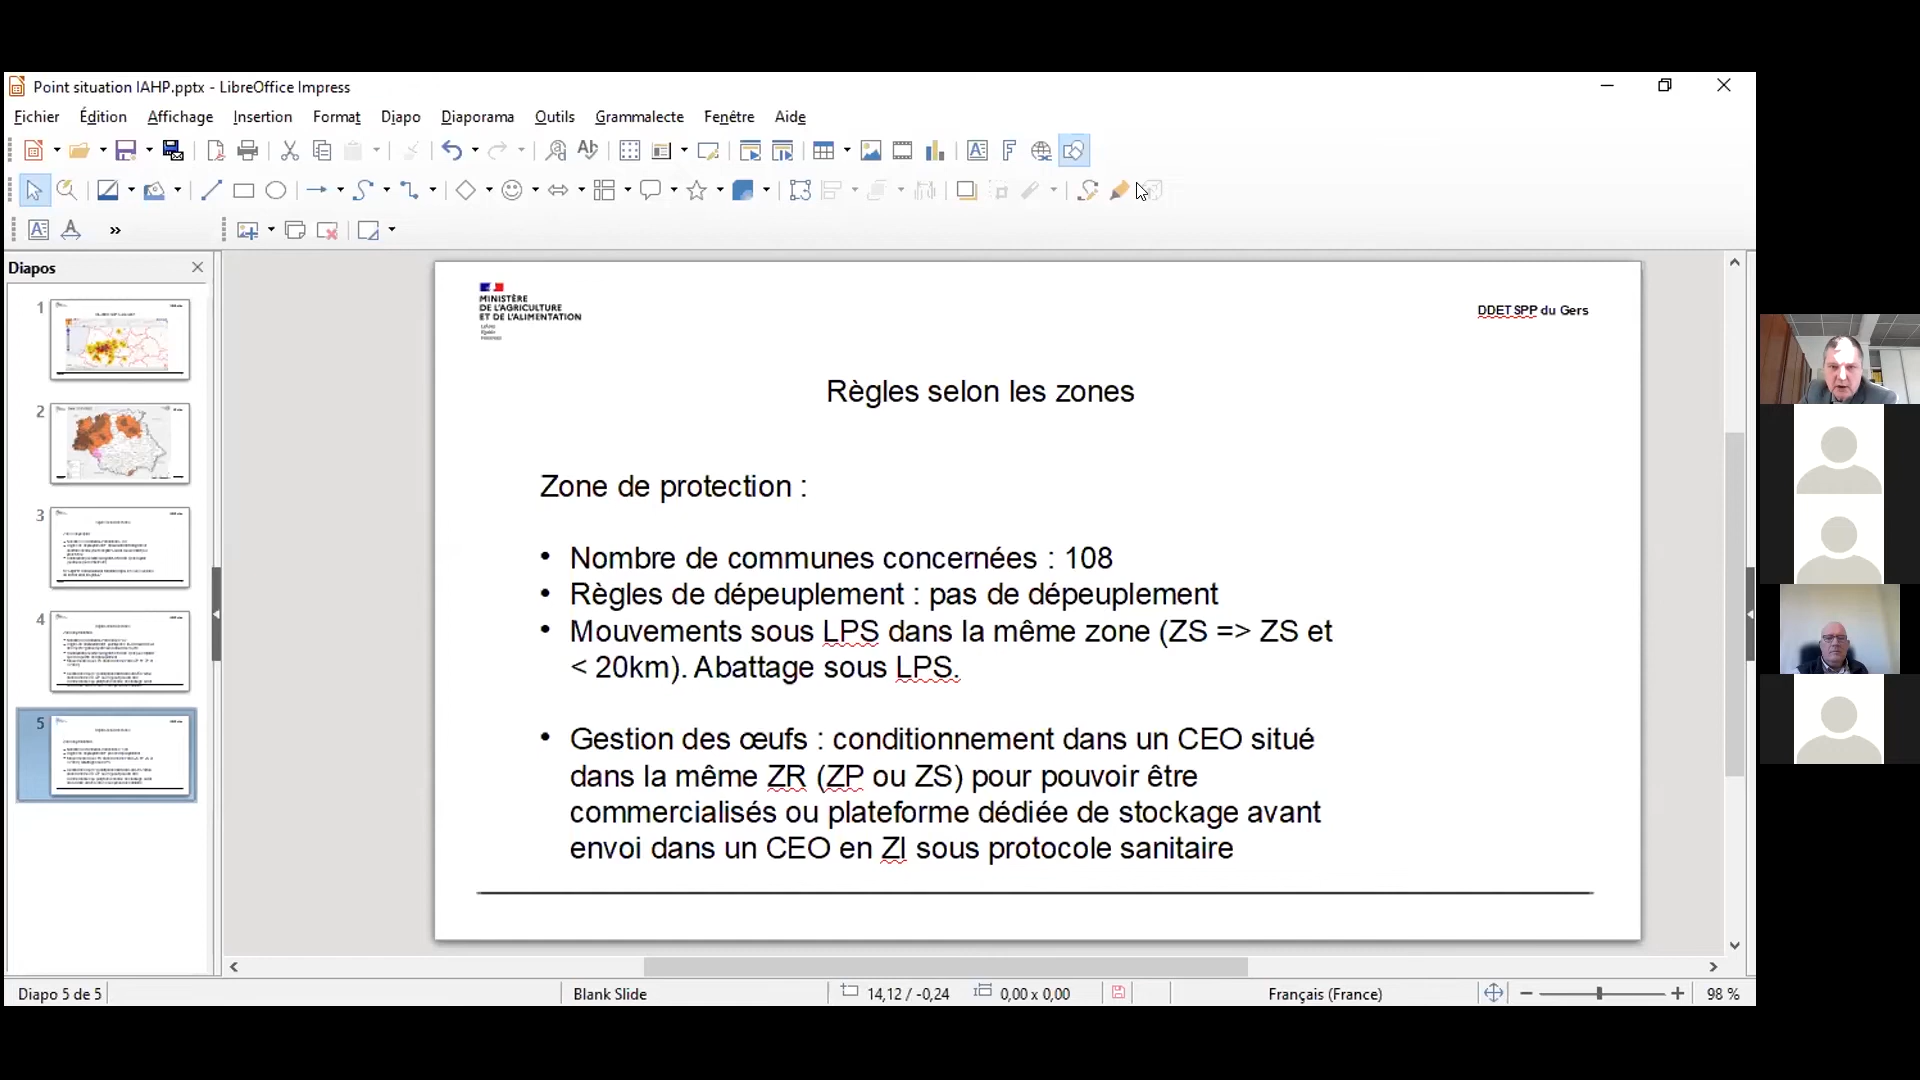 Point situation IAHP.pptx - LibreOffice Impress
Fichier Édition Affichage Insertion Format Diapo Diaporama Outils Grammalecte Fenêtre Aide
Diapos
1
2
3
4
5
MINISTÈRE
DE L'AGRICULTURE
ET DE L'ALIMENTATION
DDETSPP du Gers
Règles selon les zones
Zone de protection :
• Nombre de communes concernées : 108
• Règles de dépeuplement : pas de dépeuplement
• Mouvements sous LPS dans la même zone (ZS => ZS et
< 20km). Abattage sous LPS.
• Gestion des œufs : conditionnement dans un CEO situé
dans la même ZR (ZP ou ZS) pour pouvoir être
commercialisés ou plateforme dédiée de stockage avant
envoi dans un CEO en ZI sous protocole sanitaire
Diapo 5 de 5 Blank Slide 14,12 / -0,24 0,00 x 0,00 Français (France) 98 %